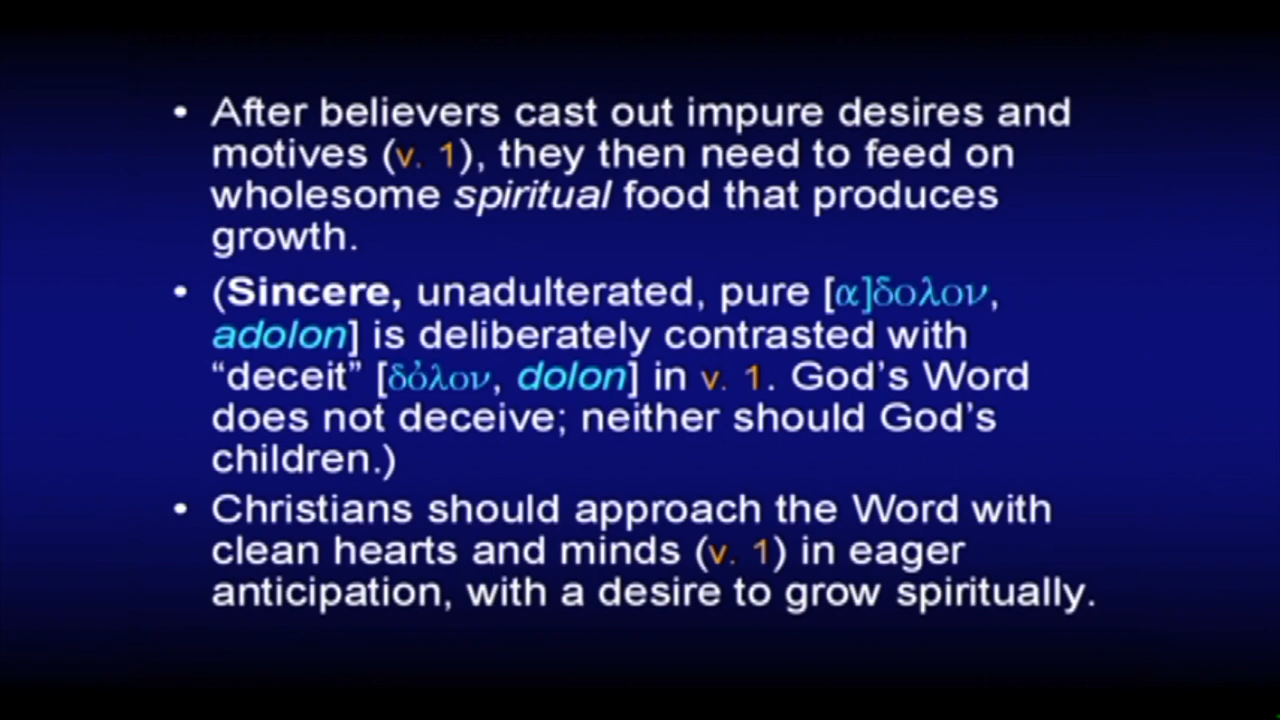 • After believers cast out impure desires and
motives (v. 1), they then need to feed on
wholesome spiritual food that produces
growth.
• (Sincere, unadulterated, pure [α]δολον,
adolon] is deliberately contrasted with
“deceit” [δὀλον, dolon] in v. 1. God’s Word
does not deceive; neither should God’s
children.)
• Christians should approach the Word with
clean hearts and minds (v. 1) in eager
anticipation, with a desire to grow spiritually.